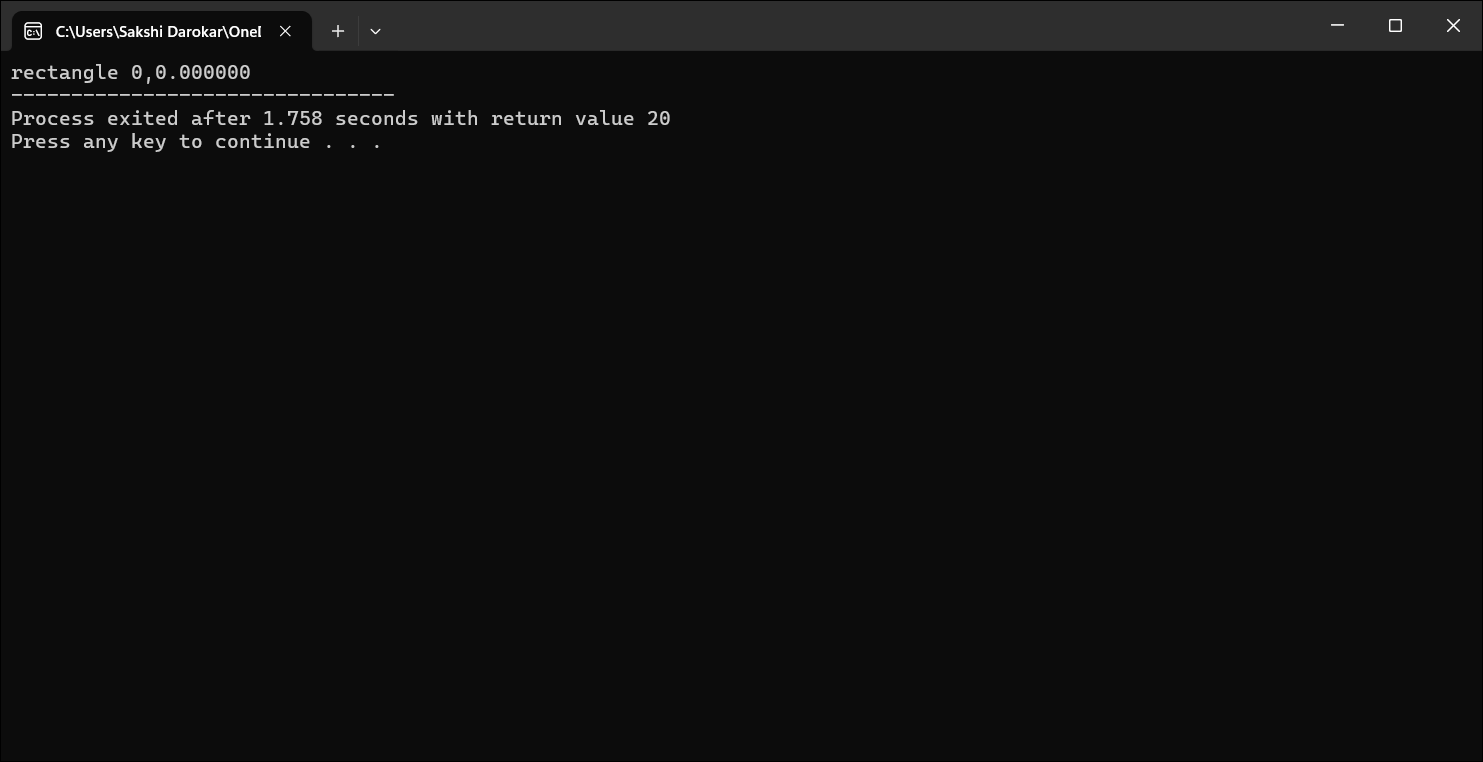 C:\Users\Sakshi Darokar\One
rectangle 0,0.000000
--------------------------------
Process exited after 1.758 seconds with return value 20
Press any key to continue . . .